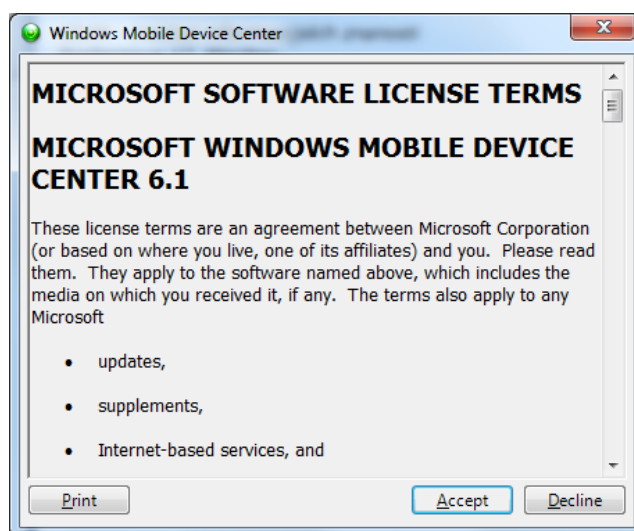 Windows Mobile Device Center
MICROSOFT SOFTWARE LICENSE TERMS
MICROSOFT WINDOWS MOBILE DEVICE
CENTER 6.1
These license terms are an agreement between Microsoft Corporation
(or based on where you live, one of its affiliates) and you.  Please read
them.  They apply to the software named above, which includes the
media on which you received it, if any.  The terms also apply to any
Microsoft
• updates,
• supplements,
• Internet-based services, and
Print Accept Decline